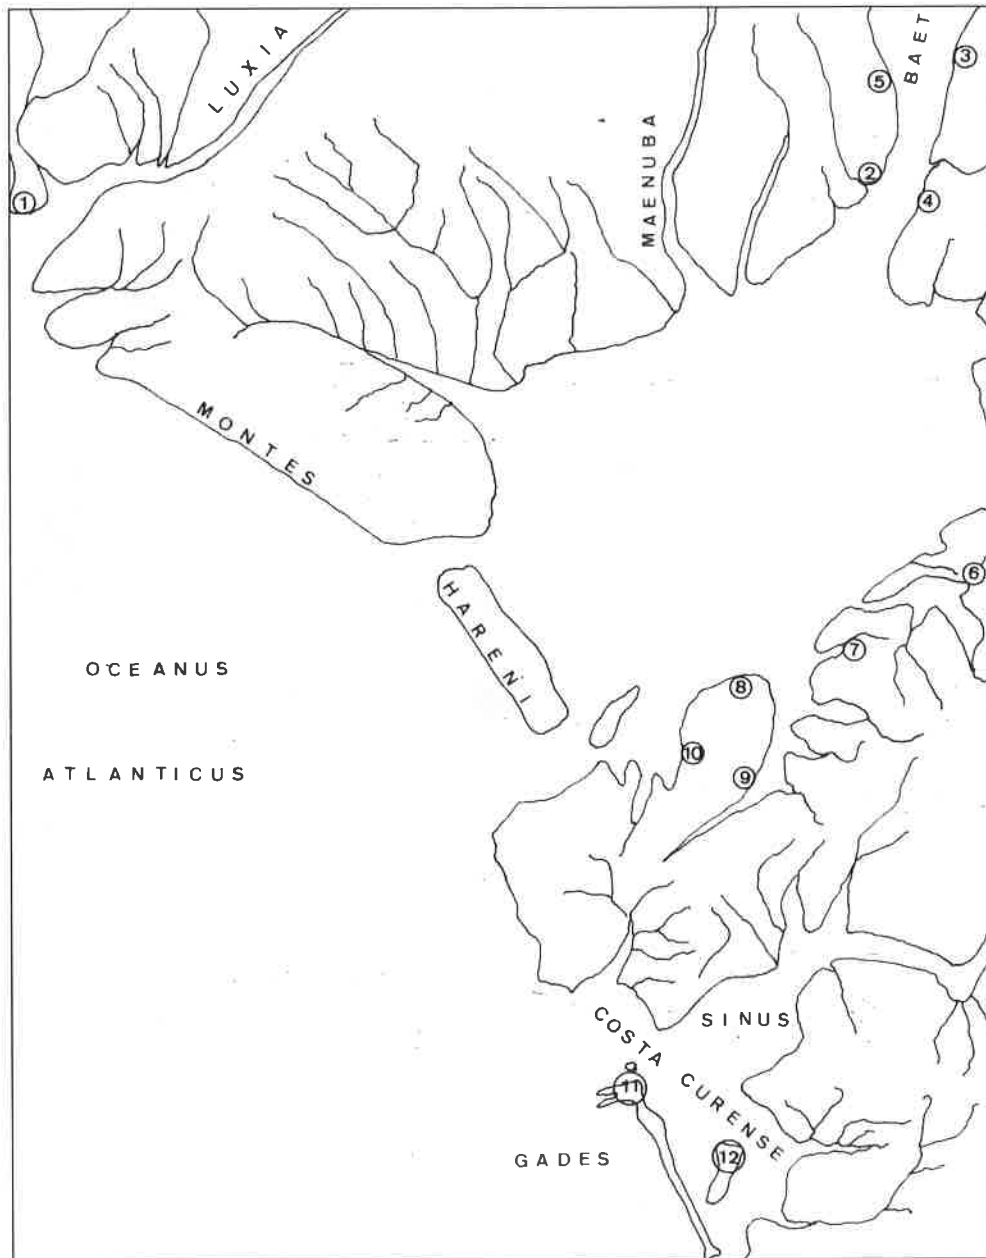 LUXIA
MAENUBA
BAET
3
5
2
1
4
MONTES
HARENI
6
OCEANUS
7
8
10
ATLANTICUS
9
COSTA CURENSE
SINUS
11
GADES
12